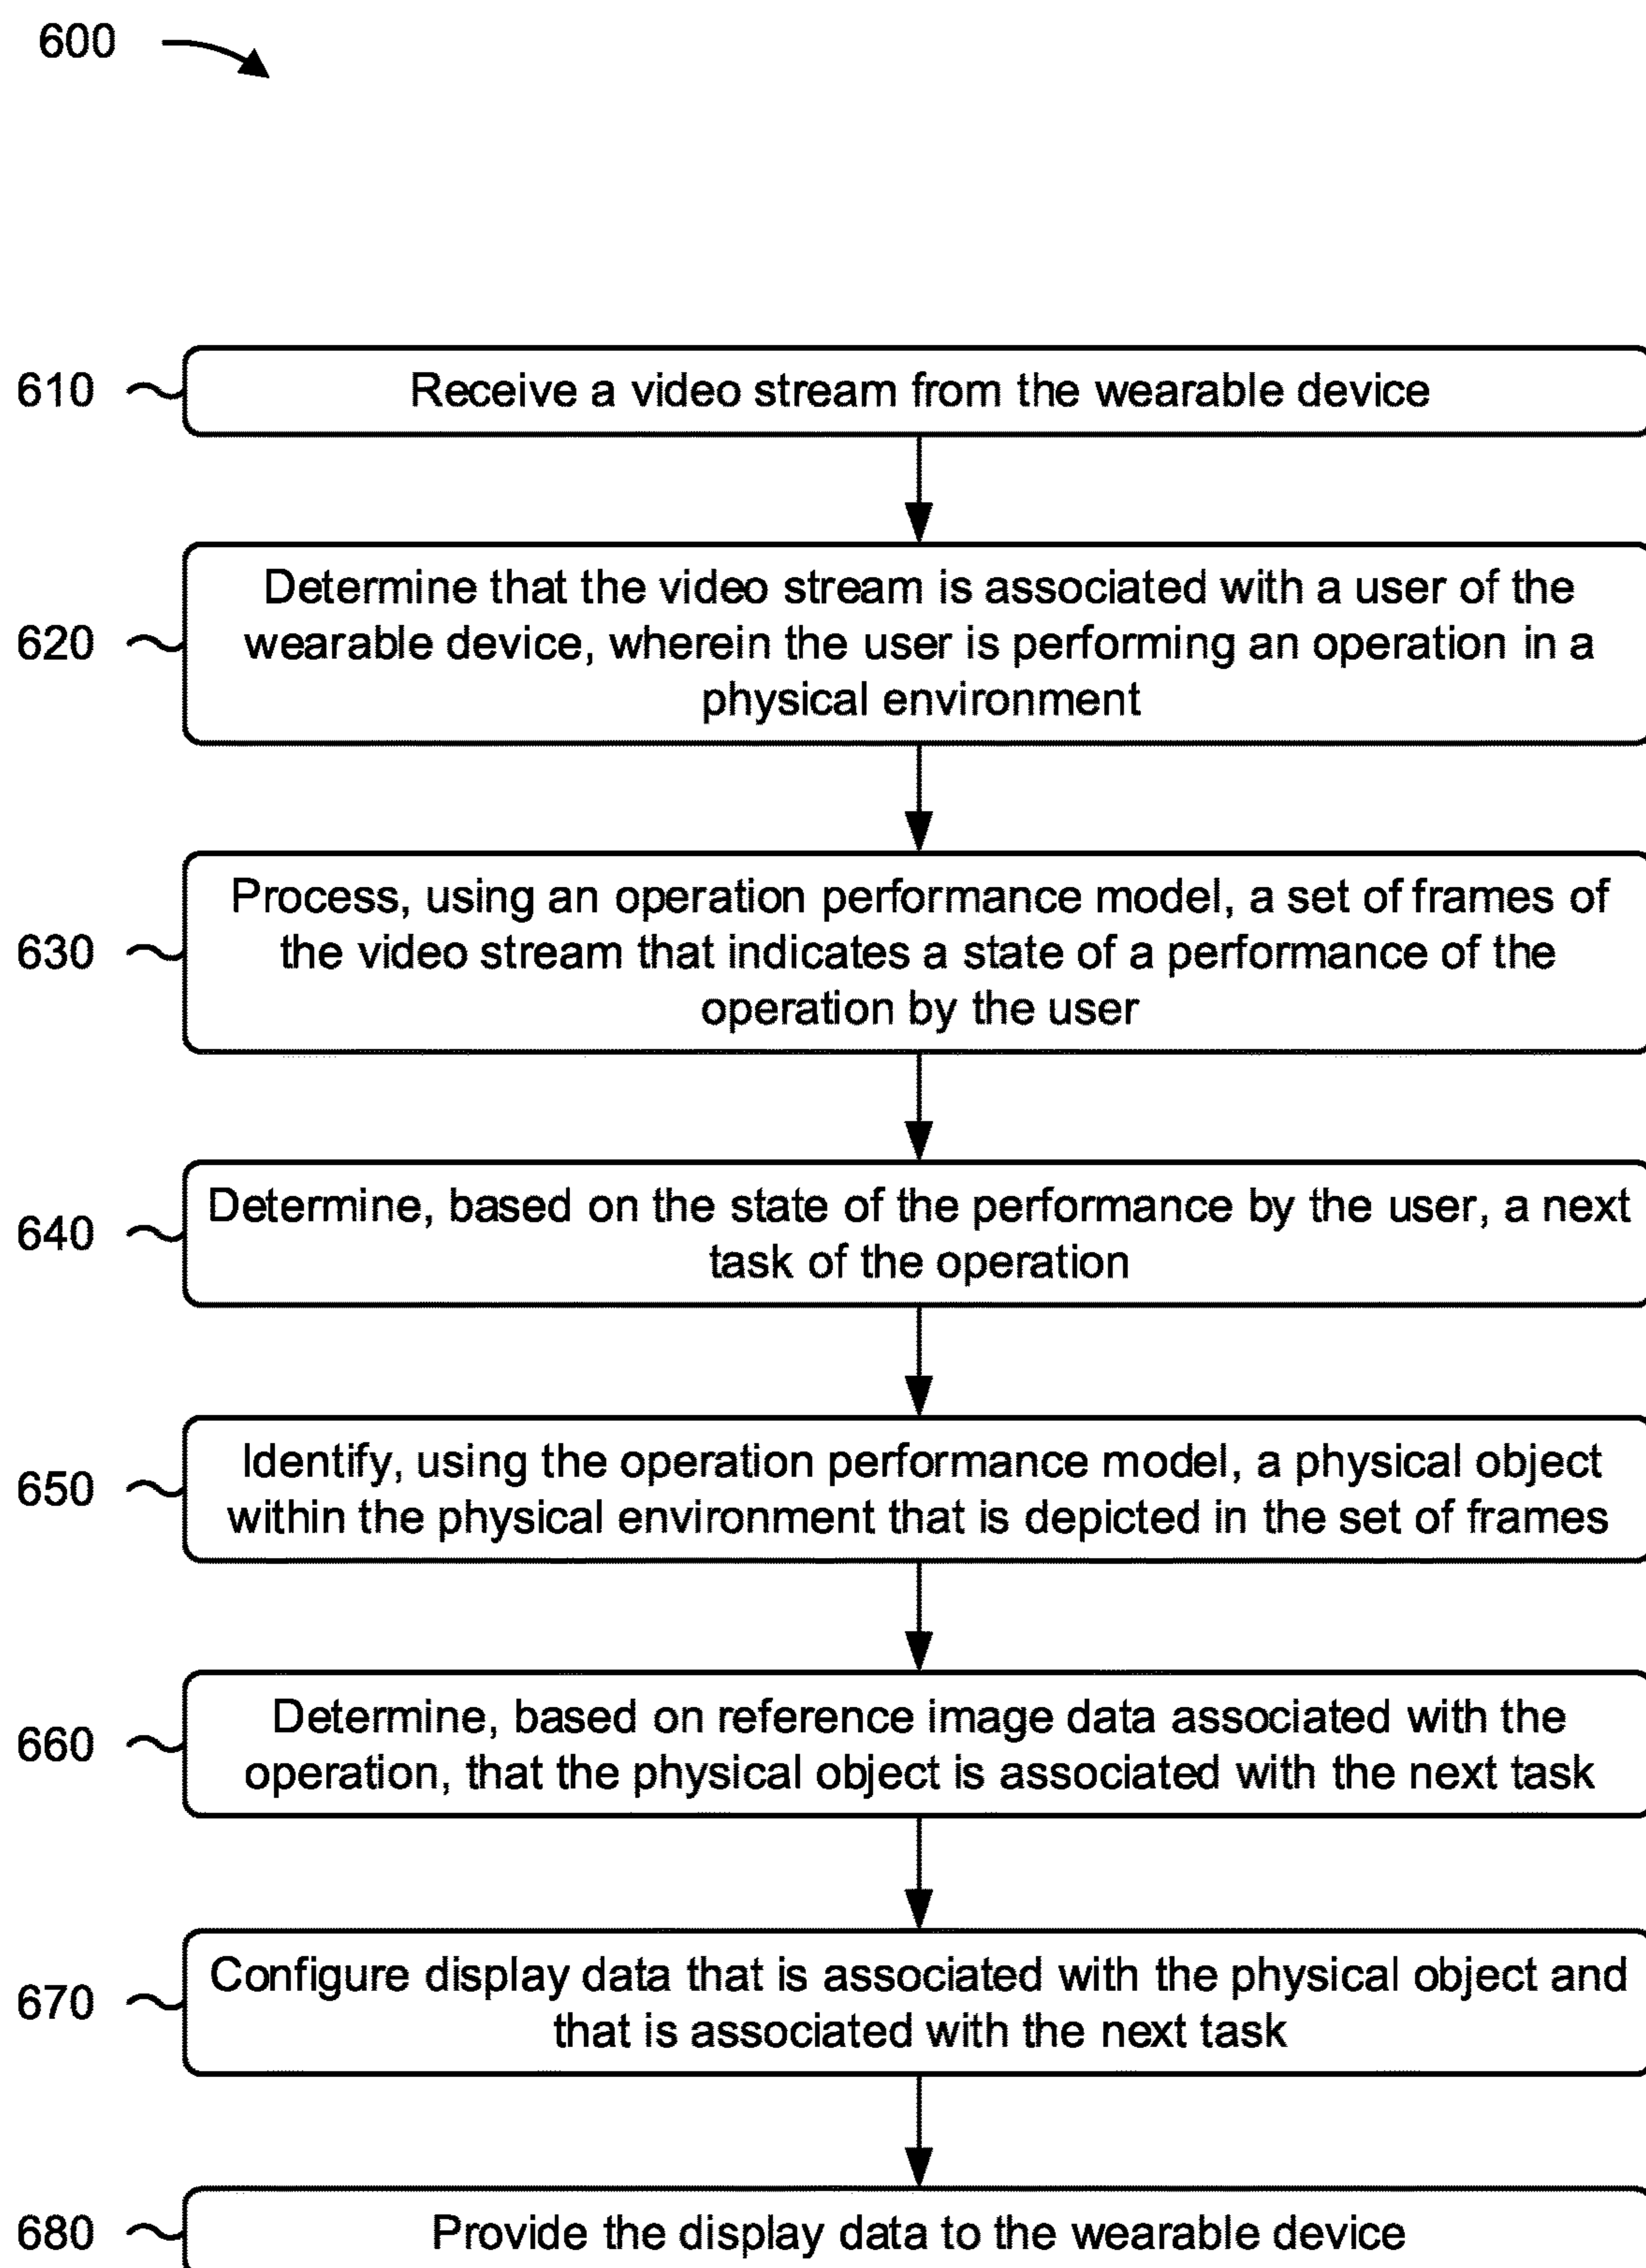 600
610
Receive a video stream from the wearable device
620
Determine that the video stream is associated with a user of the
wearable device, wherein the user is performing an operation in a
physical environment
630
Process, using an operation performance model, a set of frames of
the video stream that indicates a state of a performance of the
operation by the user
640
Determine, based on the state of the performance by the user, a next
task of the operation
650
Identify, using the operation performance model, a physical object
within the physical environment that is depicted in the set of frames
660
Determine, based on reference image data associated with the
operation, that the physical object is associated with the next task
670
Configure display data that is associated with the physical object and
that is associated with the next task
680
Provide the display data to the wearable device